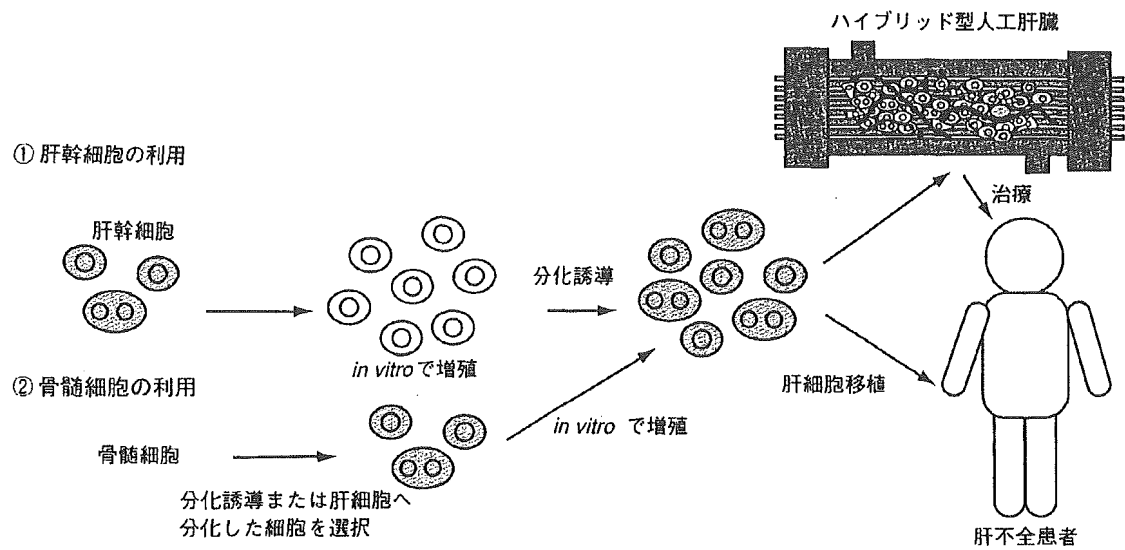 ハイブリッド型人工肝臓
① 肝幹細胞の利用
治療
肝幹細胞
分化誘導
in vitroで増殖
② 骨髄細胞の利用
肝細胞移植
in vitro で増殖
骨髄細胞
分化誘導または肝細胞へ
分化した細胞を選択
肝不全患者